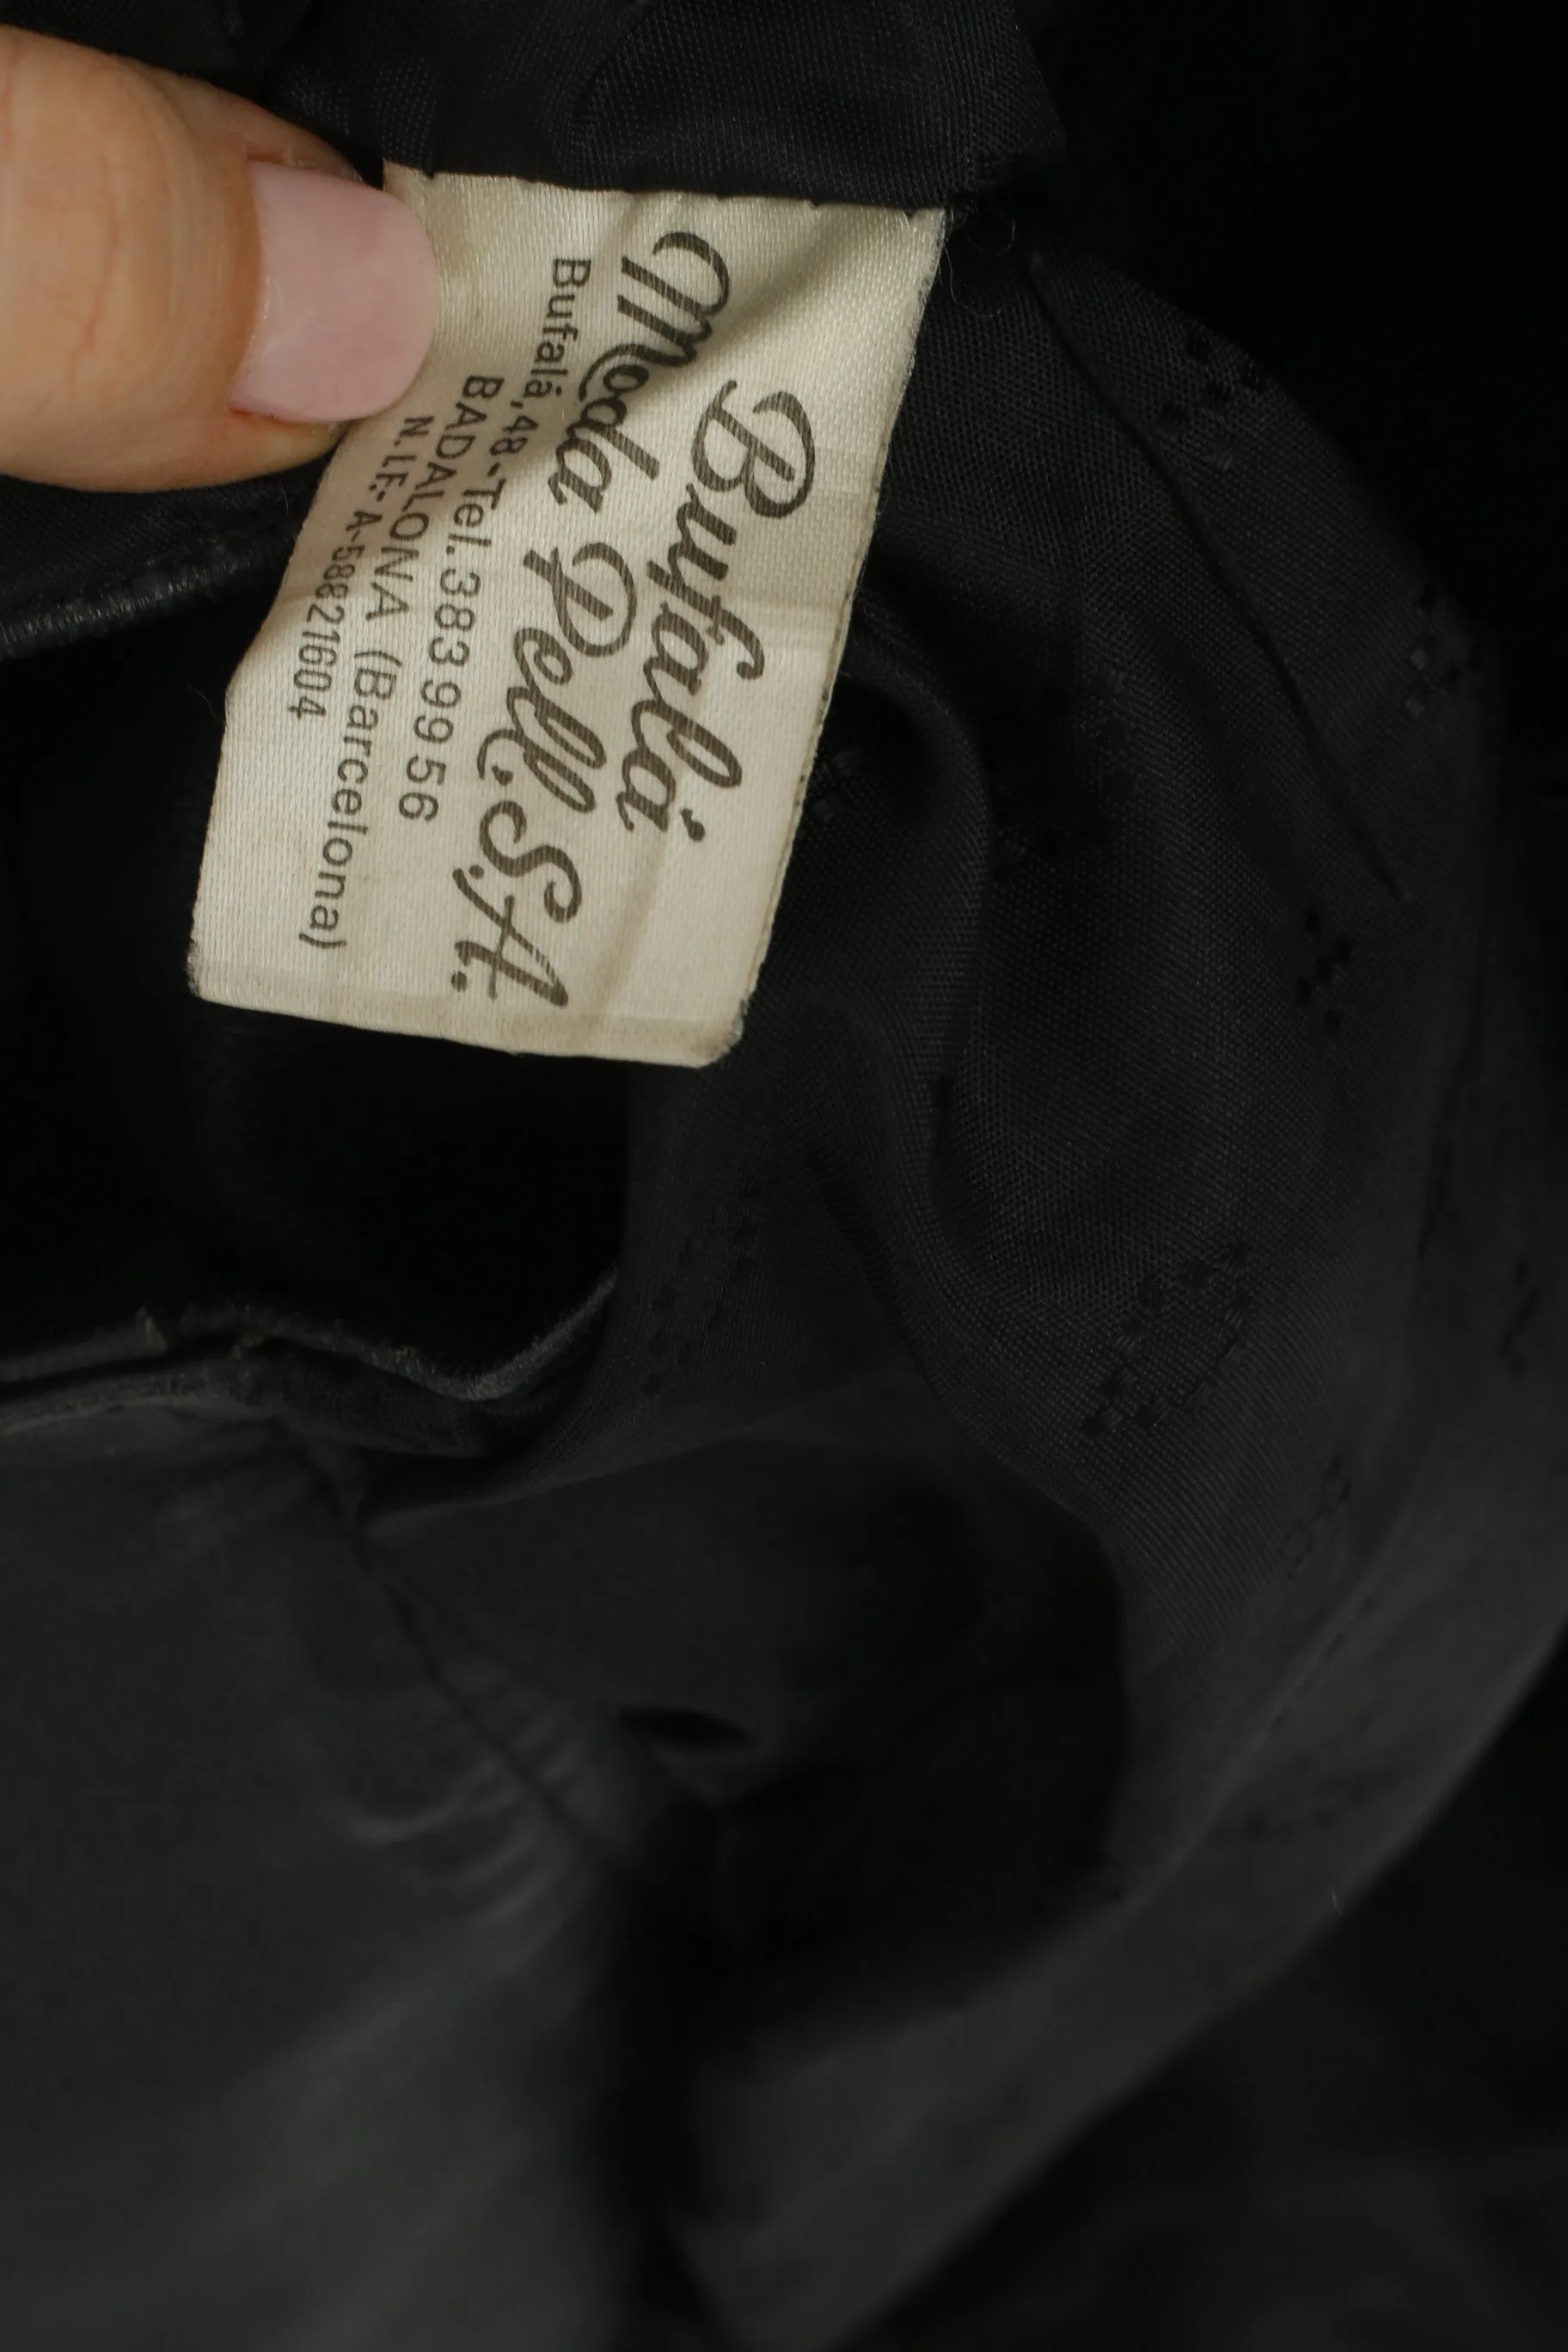 Bufalá
Moda Pell, S.A.
Bufalá, 48 - Tel. 383 99 56
BADALONA (Barcelona)
N.I.F.: A-58821604